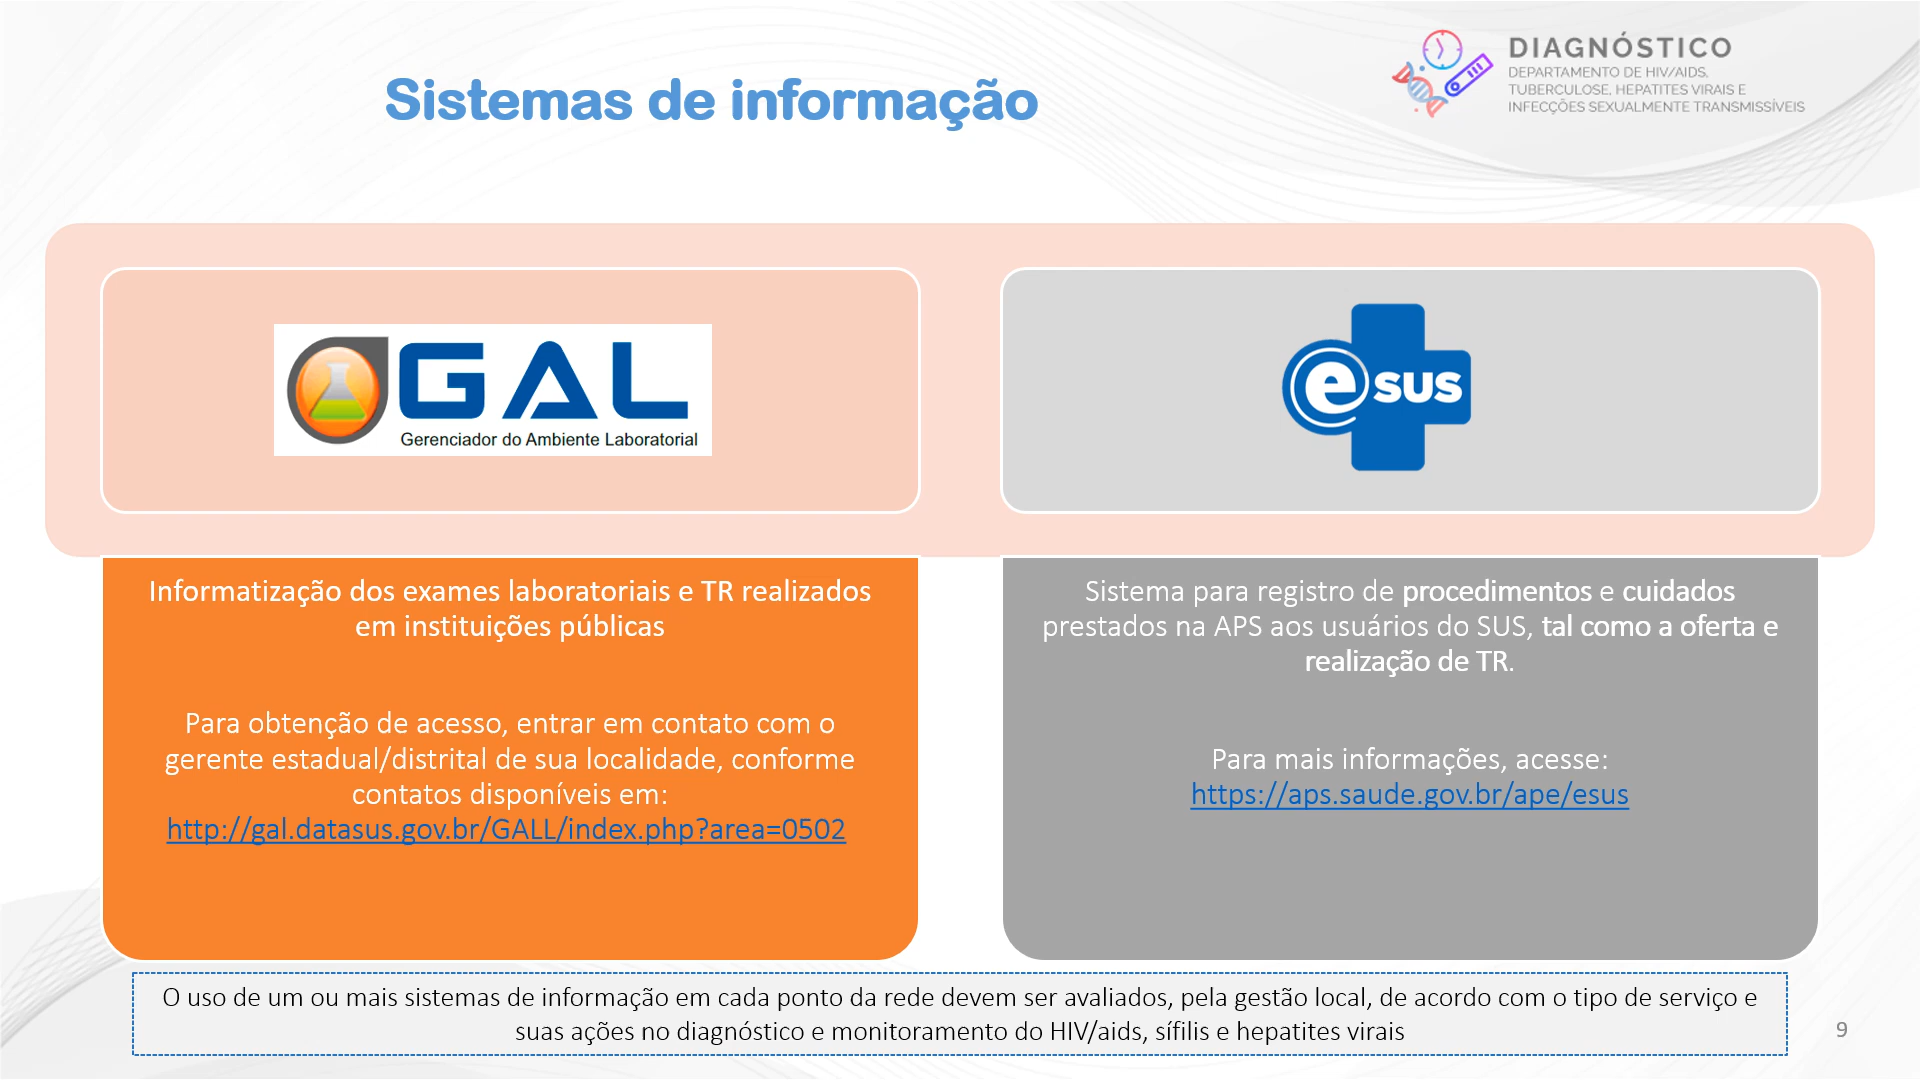 Sistemas de informação
DIAGNÓSTICO
DEPARTAMENTO DE HIV/AIDS,
TUBERCULOSE, HEPATITES VIRAIS E
INFECÇÕES SEXUALMENTE TRANSMISSÍVEIS
GAL
Gerenciador do Ambiente Laboratorial
e sus
Informatização dos exames laboratoriais e TR realizados
em instituições públicas
Para obtenção de acesso, entrar em contato com o
gerente estadual/distrital de sua localidade, conforme
contatos disponíveis em:
http://gal.datasus.gov.br/GALL/index.php?area=0502
Sistema para registro de procedimentos e cuidados
prestados na APS aos usuários do SUS, tal como a oferta e
realização de TR.
Para mais informações, acesse:
https://aps.saude.gov.br/ape/esus
O uso de um ou mais sistemas de informação em cada ponto da rede devem ser avaliados, pela gestão local, de acordo com o tipo de serviço e
suas ações no diagnóstico e monitoramento do HIV/aids, sífilis e hepatites virais
9